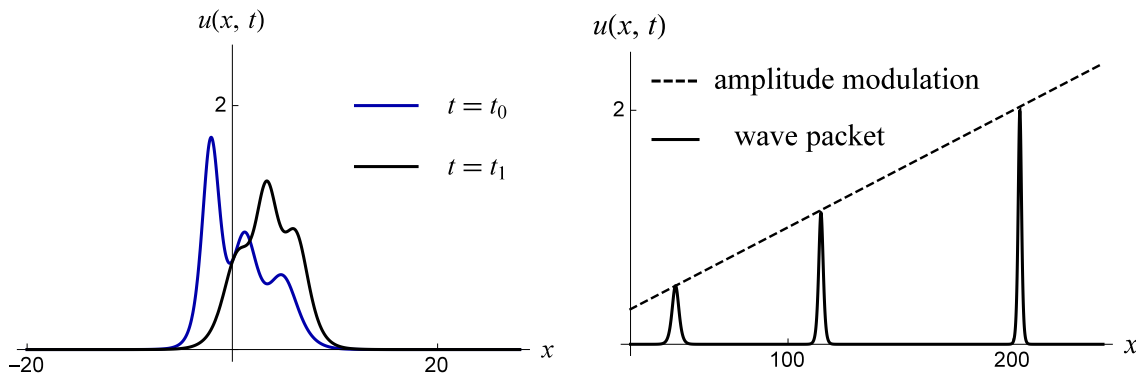 u(x, t)
2
t = t₀
t = t₁
−20
20
x
u(x, t)
amplitude modulation
2
wave packet
100
200
x